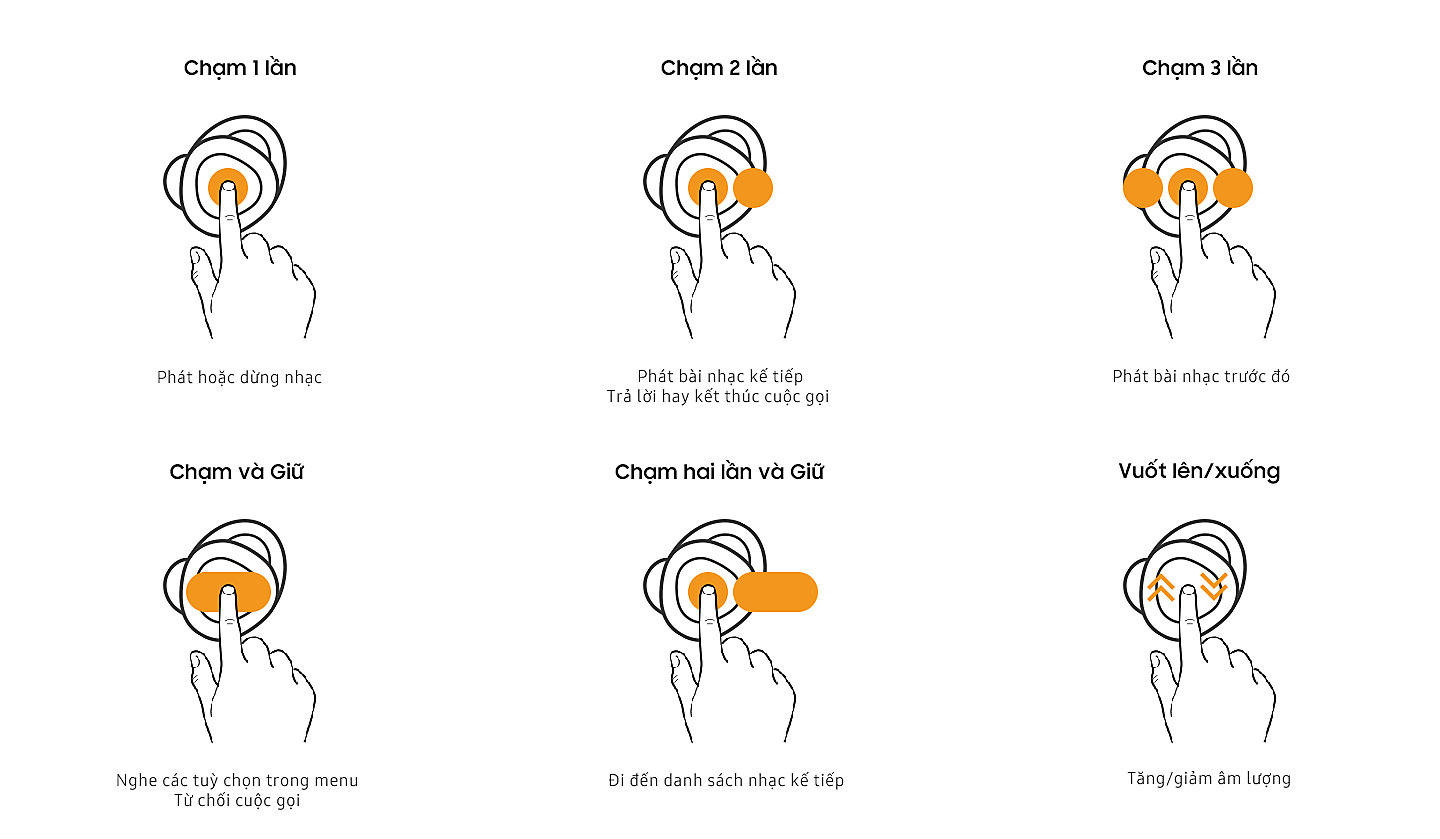 Chạm 1 lần
Chạm 2 lần
Chạm 3 lần
Phát hoặc dừng nhạc
Phát bài nhạc kế tiếp
Trả lời hay kết thúc cuộc gọi
Phát bài nhạc trước đó
Chạm và Giữ
Chạm hai lần và Giữ
Vuốt lên/xuống
Nghe các tuỳ chọn trong menu
Từ chối cuộc gọi
Đi đến danh sách nhạc kế tiếp
Tăng/giảm âm lượng